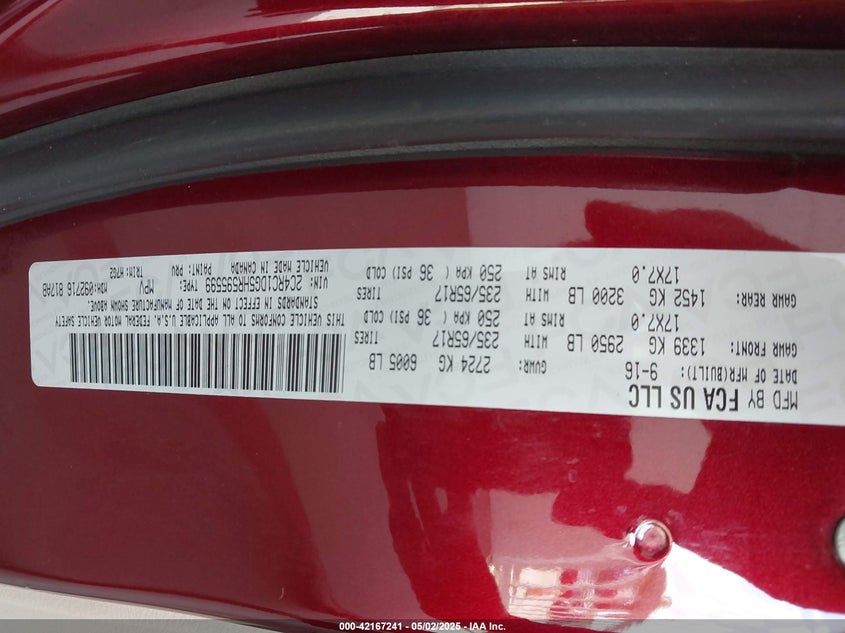 MFD BY FCA US LLC
DATE OF MFR(BUILT): 9-16 GVWR: 2724 KG 6005 LB
GAWR FRONT: 1339 KG 2950 LB WITH 235/65R17 TIRES
17X7.0 RIMS AT 250 KPA ( 36 PSI) COLD
GAWR REAR: 1452 KG 3200 LB WITH 235/65R17 TIRES
17X7.0 RIMS AT 250 KPA ( 36 PSI) COLD
THIS VEHICLE CONFORMS TO ALL APPLICABLE U.S.A. FEDERAL MOTOR VEHICLE SAFETY
STANDARDS IN EFFECT ON THE DATE OF MANUFACTURE SHOWN ABOVE.
VIN: 2C4RC1DG5HR595599 TYPE: MPV MDH:092716 817AB
VEHICLE MADE IN CANADA PAINT: PRV TRIM: H7D2
000-42167241 - 05/02/2025 - IAA Inc.